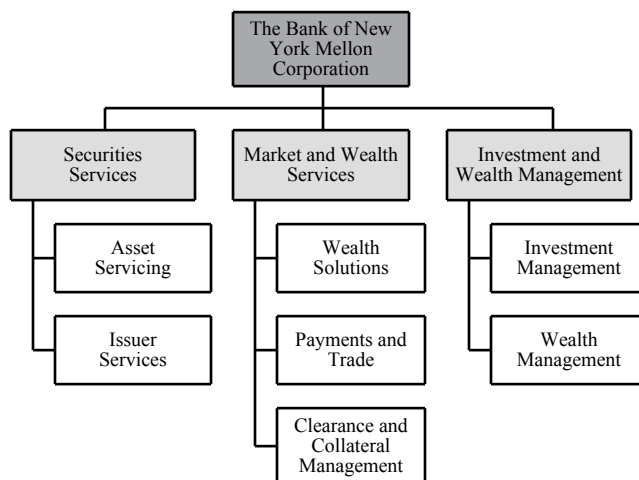 The Bank of New
York Mellon
Corporation
Securities
Services
Market and Wealth
Services
Investment and
Wealth Management
Asset
Servicing
Wealth
Solutions
Investment
Management
Issuer
Services
Payments and
Trade
Wealth
Management
Clearance and
Collateral
Management